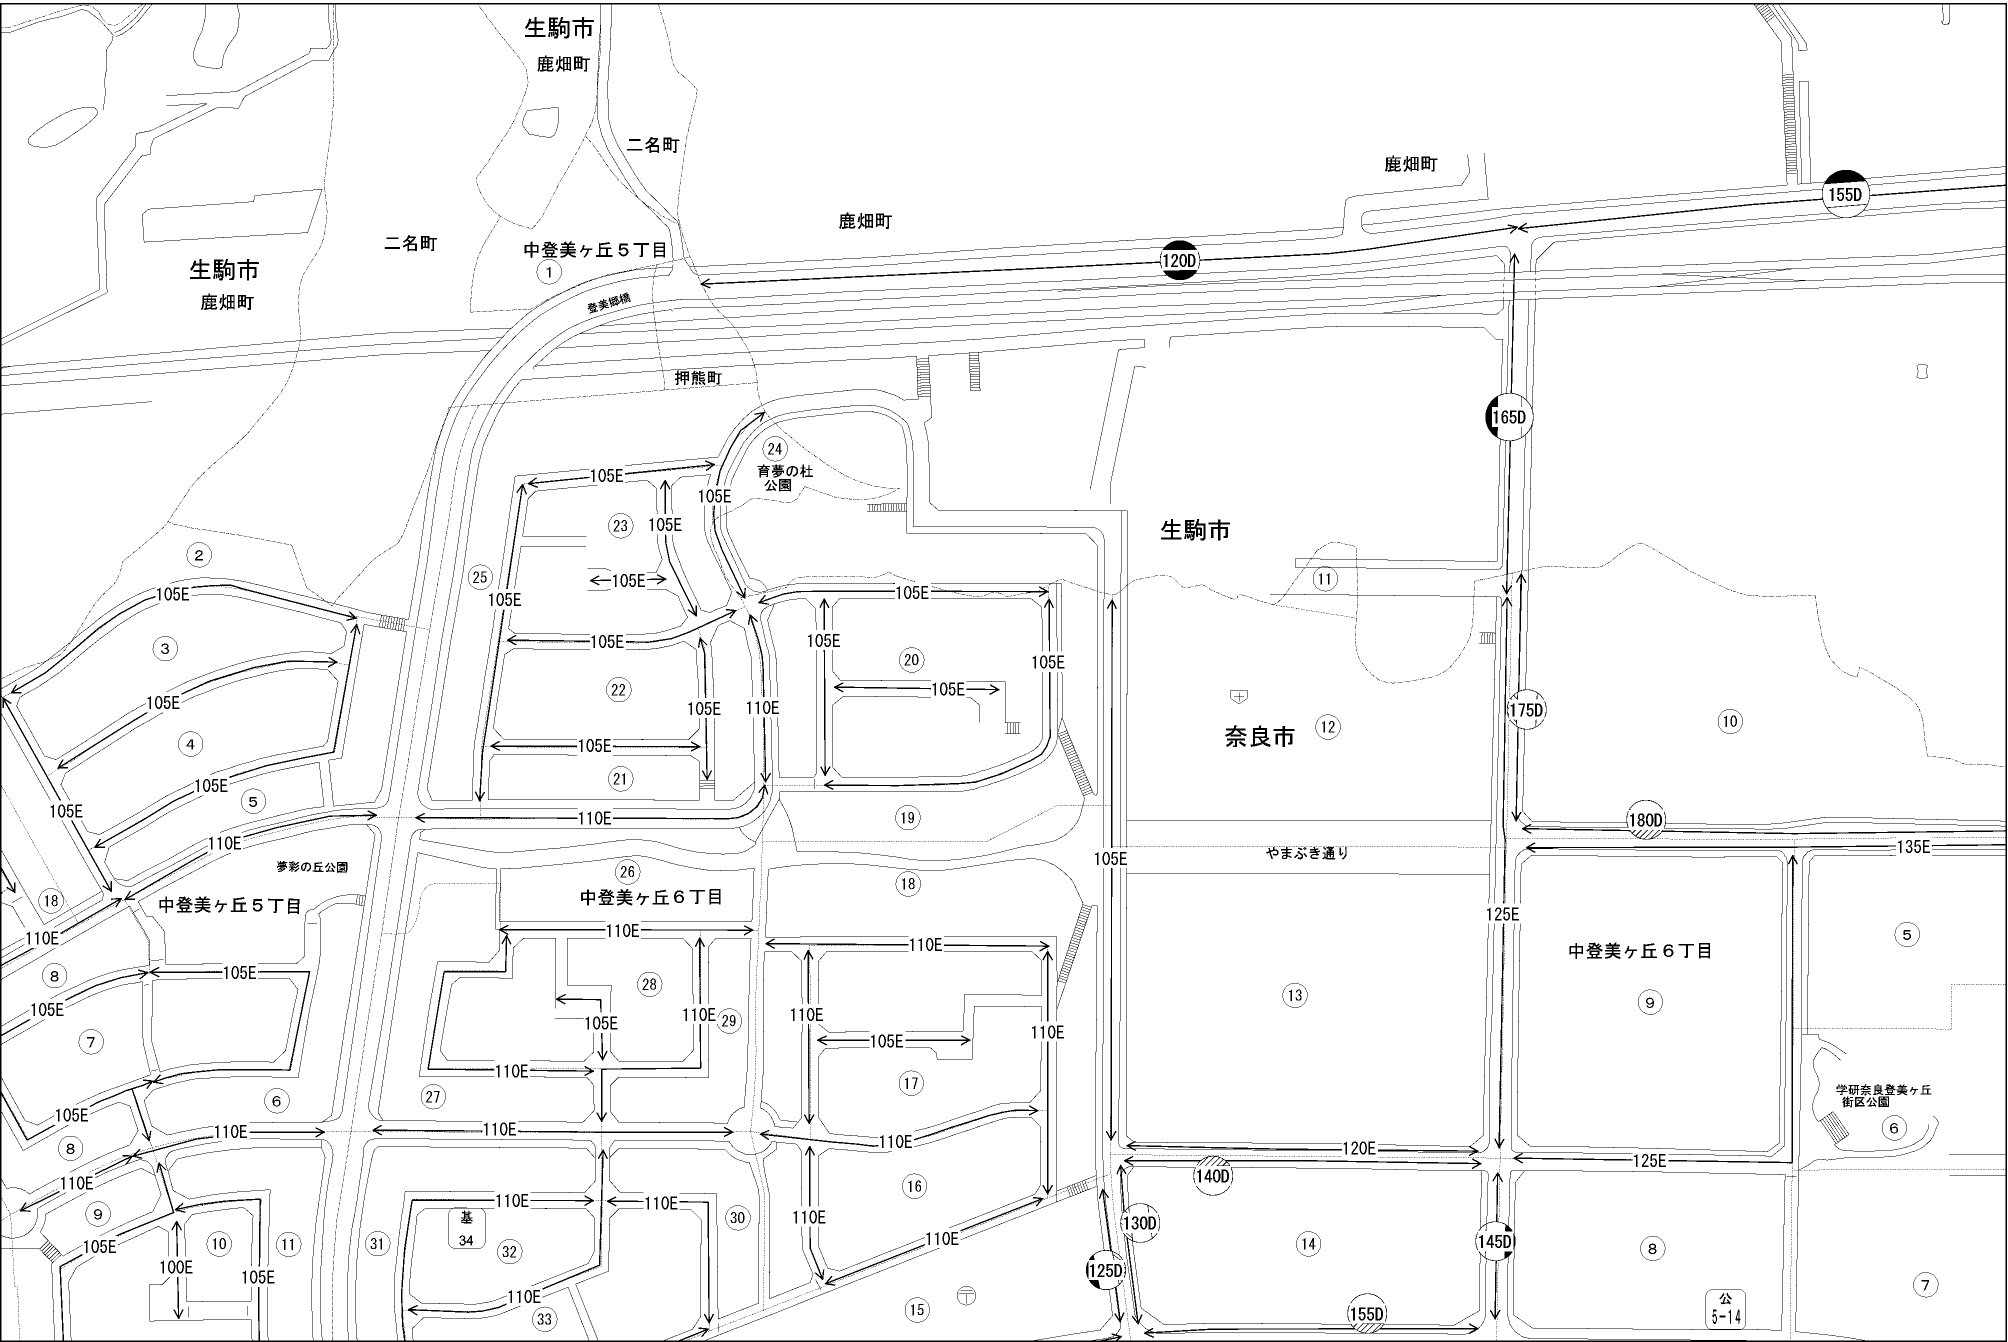 生駒市
鹿畑町
二名町
鹿畑町
155D
鹿畑町
二名町
中登美ヶ丘５丁目
1
120D
生駒市
鹿畑町
登美郷橋
押熊町
165D
24
育夢の杜
公園
105E
105E
23
105E
生駒市
2
25
105E
105E
11
105E
105E
105E
3
105E
105E
20
105E
22
105E
105E
105E
110E
175D
12
10
4
奈良市
105E
21
105E
5
105E
110E
19
180D
110E
やまぶき通り
135E
105E
夢彩の丘公園
26
18
18
中登美ヶ丘５丁目
中登美ヶ丘６丁目
125E
110E
110E
110E
5
中登美ヶ丘６丁目
8
105E
28
13
9
105E
105E
110E
29
110E
110E
105E
7
110E
17
27
学研奈良登美ヶ丘
街区公園
6
105E
6
110E
110E
110E
8
120E
125E
110E
140D
16
110E
110E
9
基
34
30
110E
130D
105E
10
11
31
32
110E
14
145D
8
100E
105E
125D
7
110E
15
33
155D
公
5-14